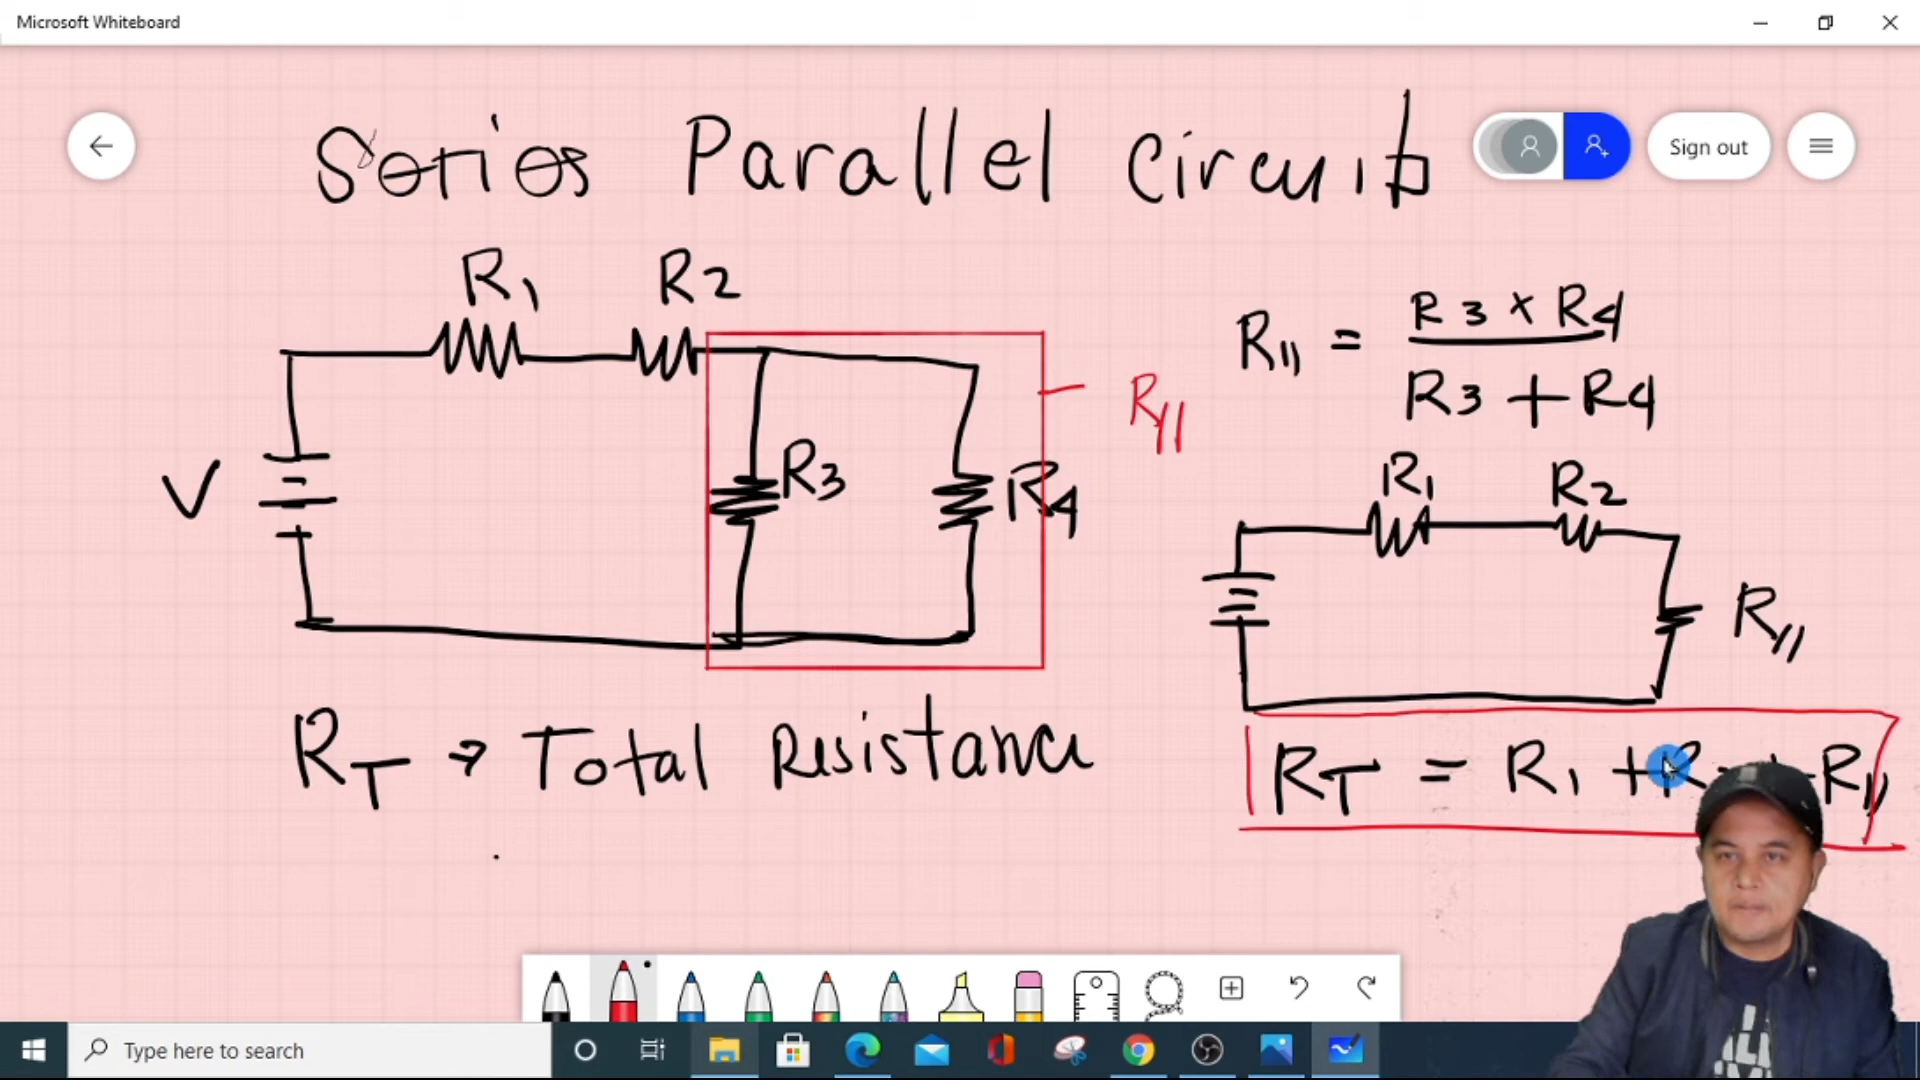 Microsoft Whiteboard
Sign out
Series Parallel Circuit
R1 R2
V
R3
R4
R//
R// = R3 x R4
R3 + R4
R1 R2
R//
RT → Total Resistance
RT = R1 + R + R//
Type here to search